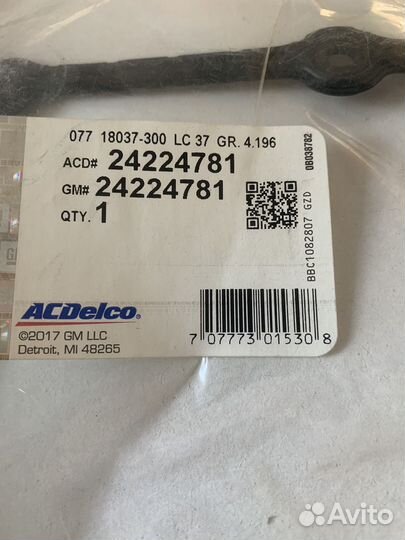 077 18037-300 LC 37 GR. 4.196
ACD# 24224781
GM# 24224781
QTY. 1
0B038782
BBC1082807 GZD
ACDelco
©2017 GM LLC
Detroit, MI 48265
7 07773 01530 8
Avito